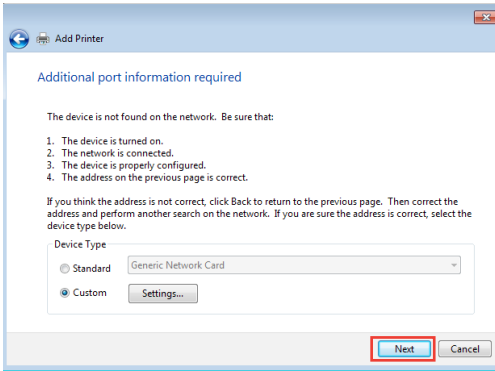 Add Printer
Additional port information required
The device is not found on the network.  Be sure that:
1.  The device is turned on.
2.  The network is connected.
3.  The device is properly configured.
4.  The address on the previous page is correct.
If you think the address is not correct, click Back to return to the previous page.  Then correct the
address and perform another search on the network.  If you are sure the address is correct, select the
device type below.
Device Type
Standard
Generic Network Card
Custom
Settings...
Next
Cancel